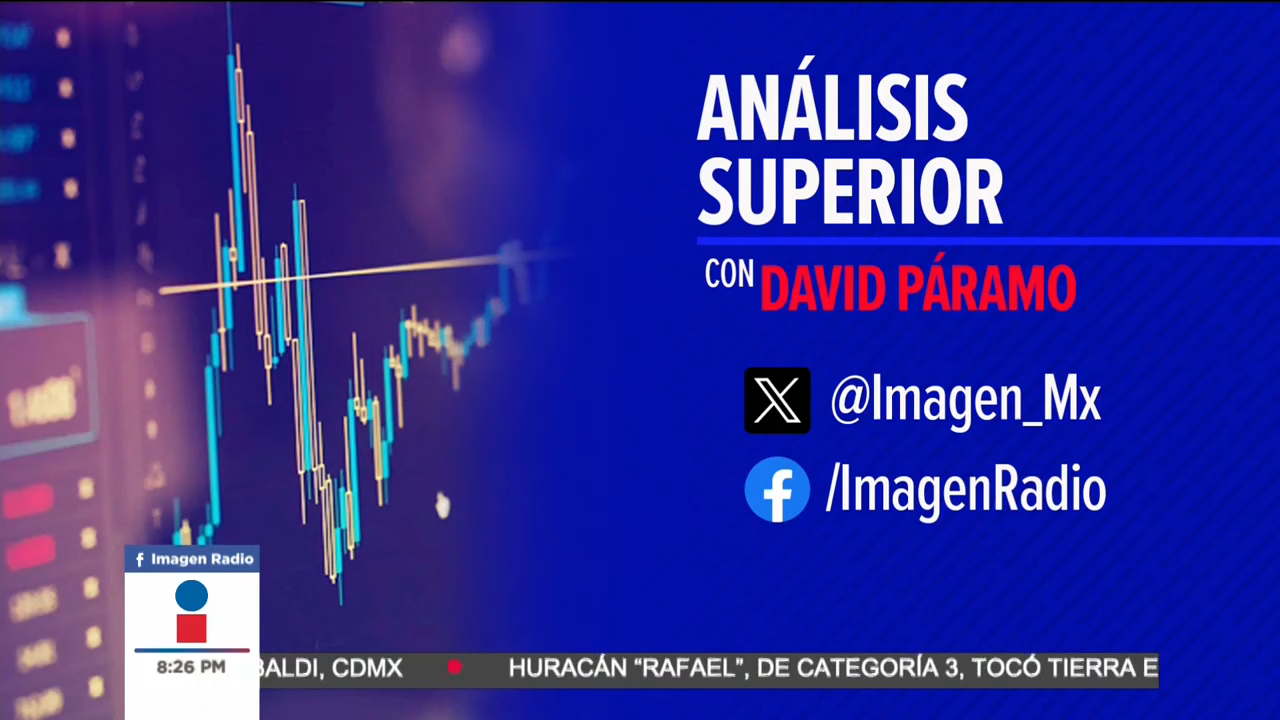 ANÁLISIS
SUPERIOR
CON DAVID PÁRAMO
@Imagen_Mx
/ImagenRadio
Imagen Radio
8:26 PM
BALDI, CDMX
HURACÁN “RAFAEL”, DE CATEGORÍA 3, TOCÓ TIERRA E